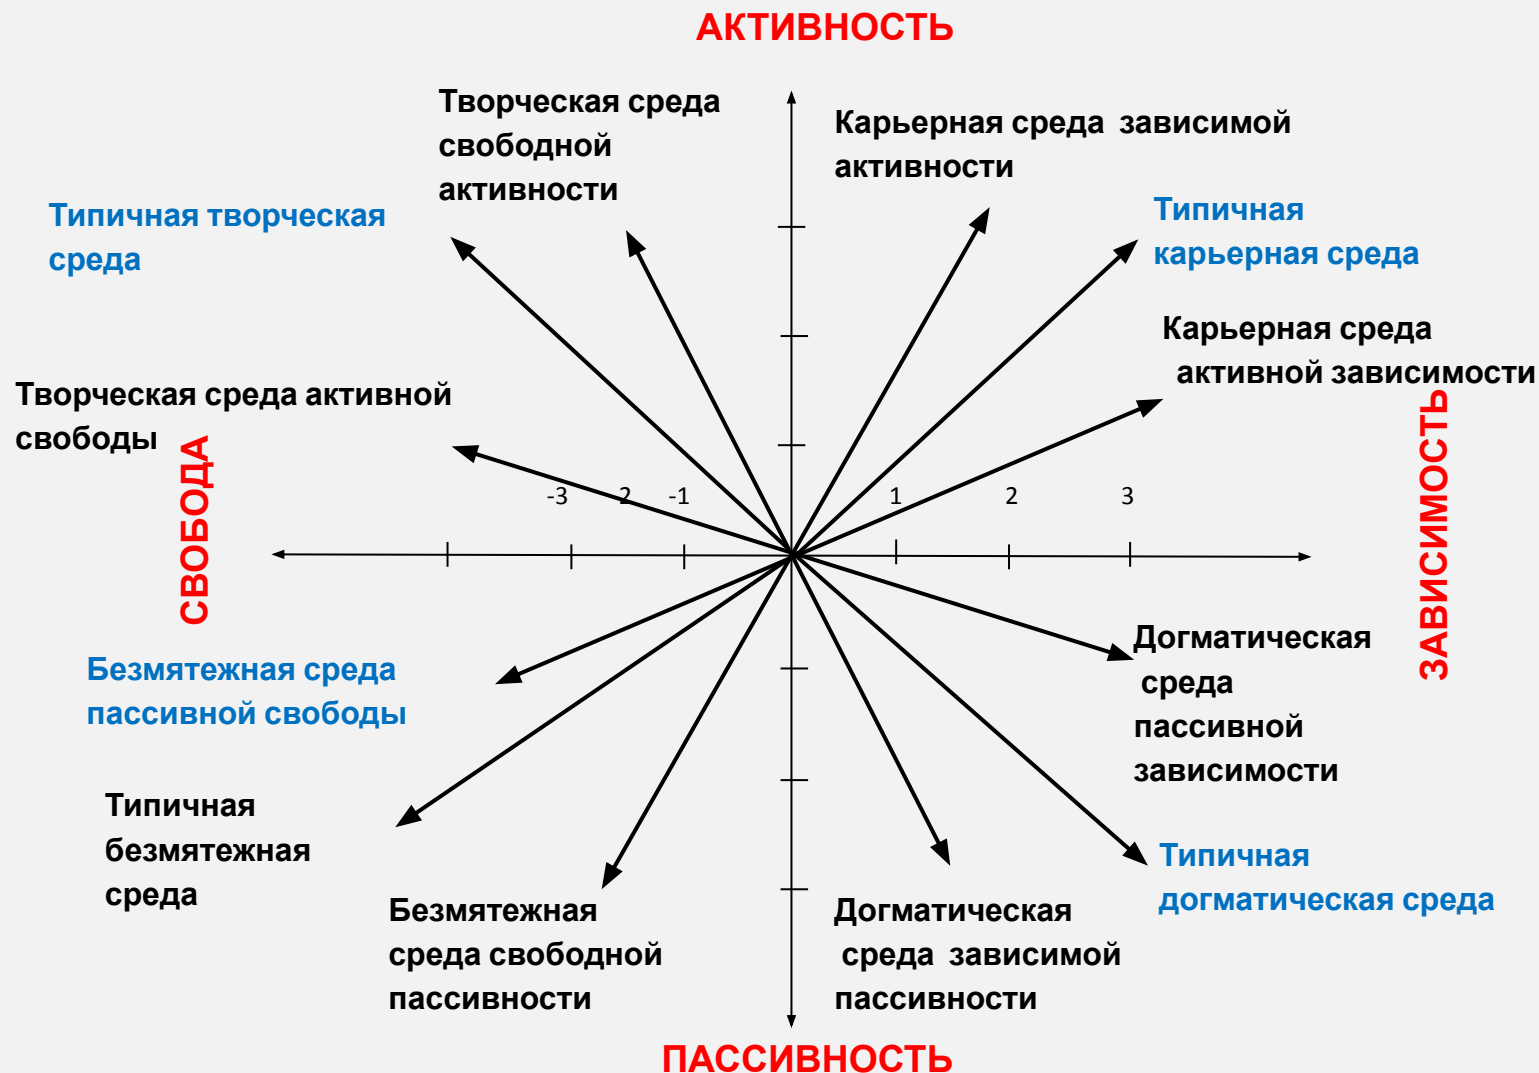 АКТИВНОСТЬ
Творческая среда
свободной
активности
Карьерная среда зависимой
активности
Типичная творческая
среда
Типичная
карьерная среда
Карьерная среда
активной зависимости
Творческая среда активной
свободы
СВОБОДА
ЗАВИСИМОСТЬ
-3 2 -1 1 2 3
Безмятежная среда
пассивной свободы
Догматическая
среда
пассивной
зависимости
Типичная
безмятежная
среда
Типичная
догматическая среда
Безмятежная
среда свободной
пассивности
Догматическая
среда зависимой
пассивности
ПАССИВНОСТЬ